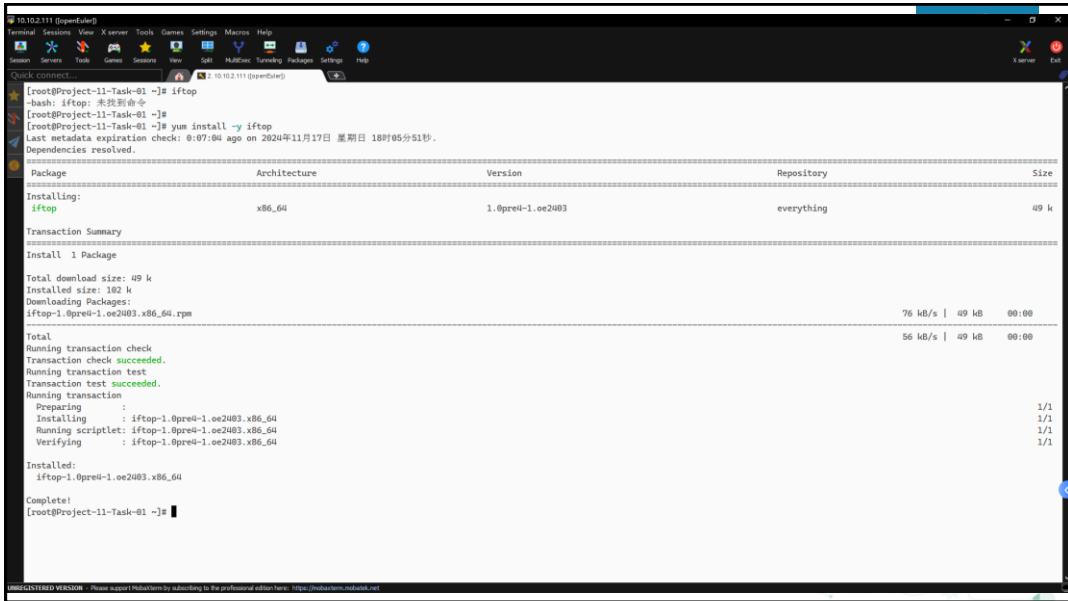 10.10.2.111 ([openEuler])
Terminal Sessions View X server Tools Games Settings Macros Help
Session Servers Tools Games Sessions View Split MultiExec Tunneling Packages Settings Help X server Exit
Quick connect... 2. 10.10.2.111 ([openEuler])
[root@Project-11-Task-01 ~]# iftop
-bash: iftop: 未找到命令
[root@Project-11-Task-01 ~]#
[root@Project-11-Task-01 ~]# yum install -y iftop
Last metadata expiration check: 0:07:04 ago on 2024年11月17日 星期日 18时05分51秒.
Dependencies resolved.
Package Architecture Version Repository Size
Installing:
iftop x86_64 1.0pre4-1.oe2403 everything 49 k
Transaction Summary
Install 1 Package
Total download size: 49 k
Installed size: 102 k
Downloading Packages:
iftop-1.0pre4-1.oe2403.x86_64.rpm 76 kB/s | 49 kB 00:00
Total 56 kB/s | 49 kB 00:00
Running transaction check
Transaction check succeeded.
Running transaction test
Transaction test succeeded.
Running transaction
Preparing : 1/1
Installing : iftop-1.0pre4-1.oe2403.x86_64 1/1
Running scriptlet: iftop-1.0pre4-1.oe2403.x86_64 1/1
Verifying : iftop-1.0pre4-1.oe2403.x86_64 1/1
Installed:
iftop-1.0pre4-1.oe2403.x86_64
Complete!
[root@Project-11-Task-01 ~]#
UNREGISTERED VERSION - Please support MobaXterm by subscribing to the professional edition here: https://mobaxterm.mobatek.net